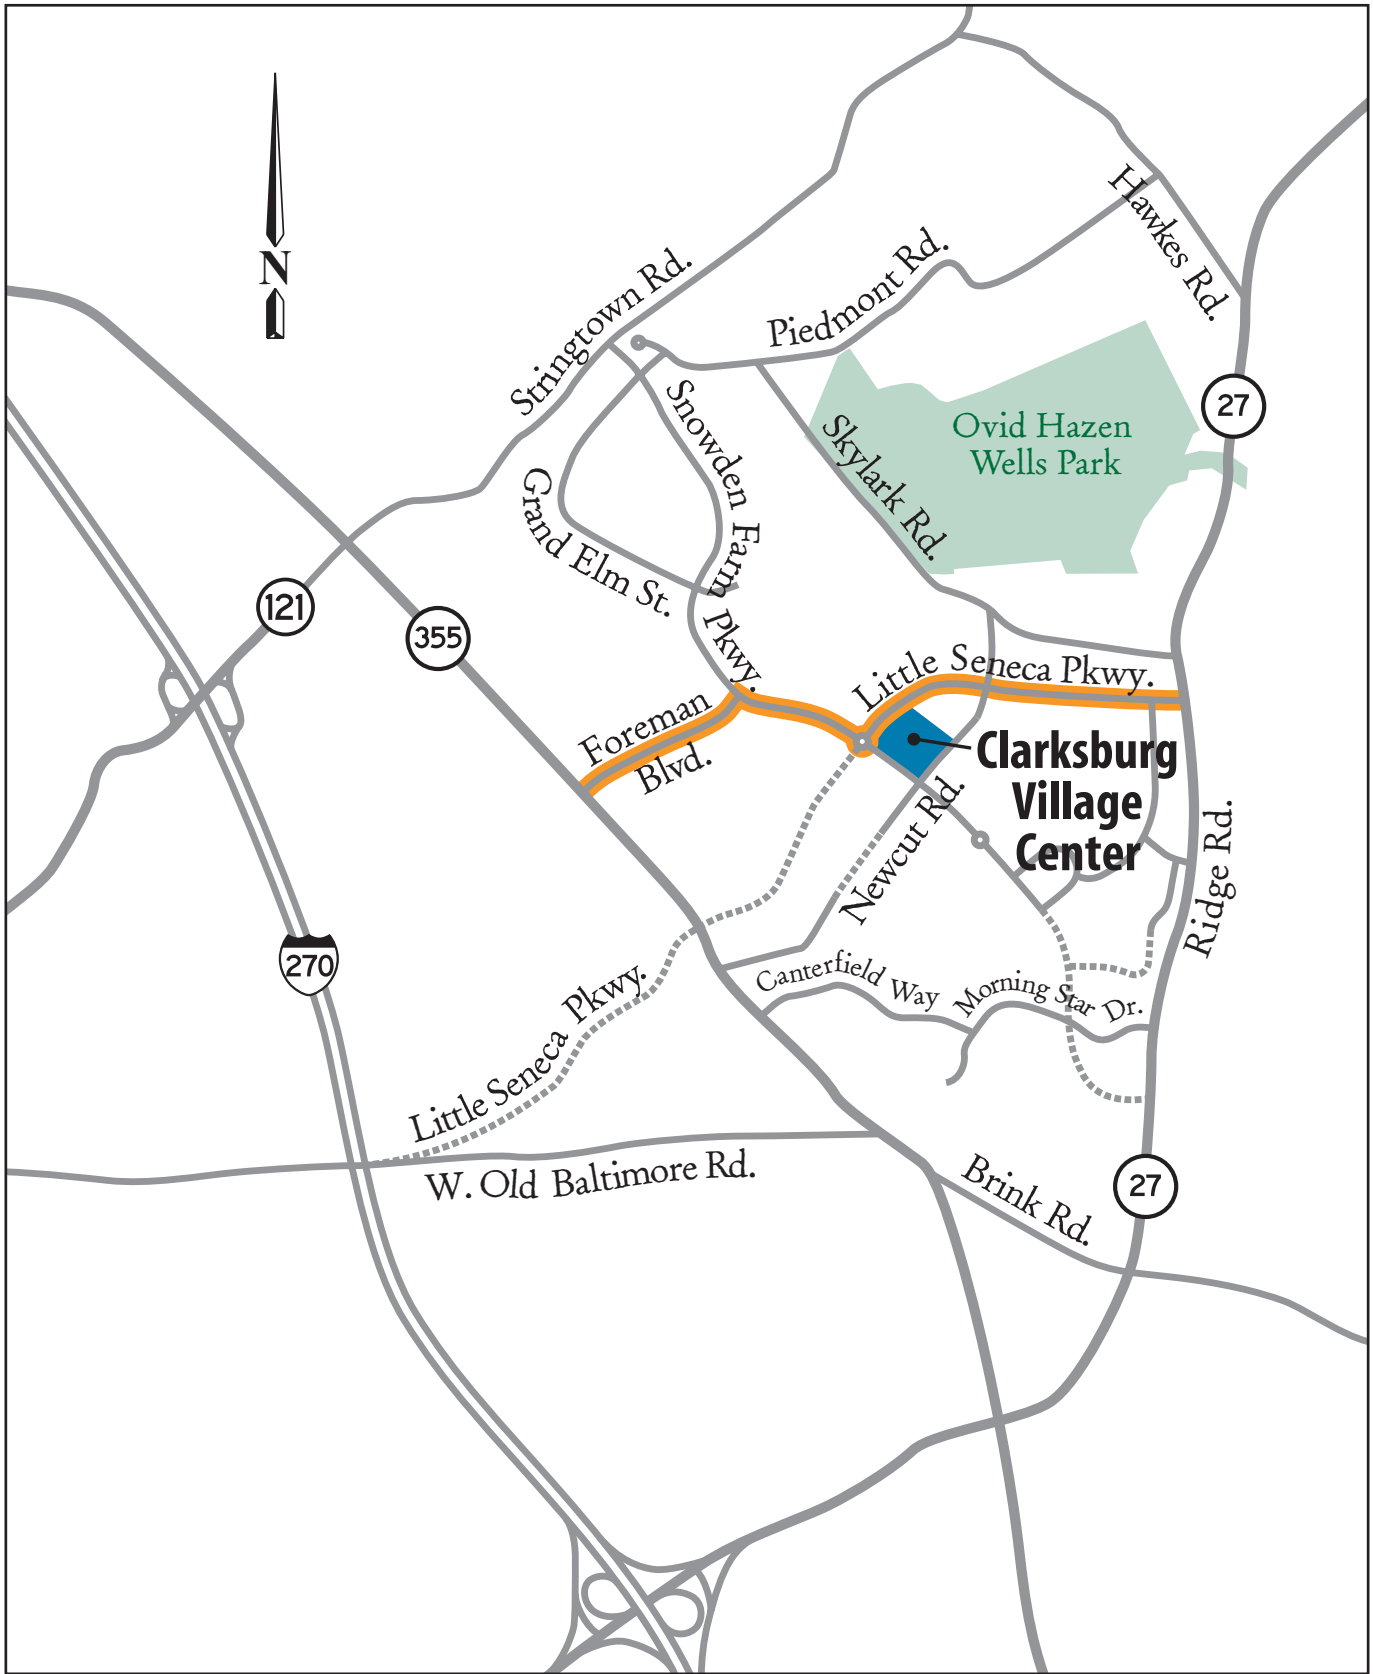 N
Hawkes Rd.
Piedmont Rd.
Stringtown Rd.
27
Snowden Farm Pkwy.
Ovid Hazen
Wells Park
Skylark Rd.
Grand Elm St.
121
355
Little Seneca Pkwy.
Foreman
Blvd.
Clarksburg
Village
Center
Newcut Rd.
Ridge Rd.
270
Canterfield Way
Morning Star Dr.
Little Seneca Pkwy.
W. Old Baltimore Rd.
Brink Rd.
27